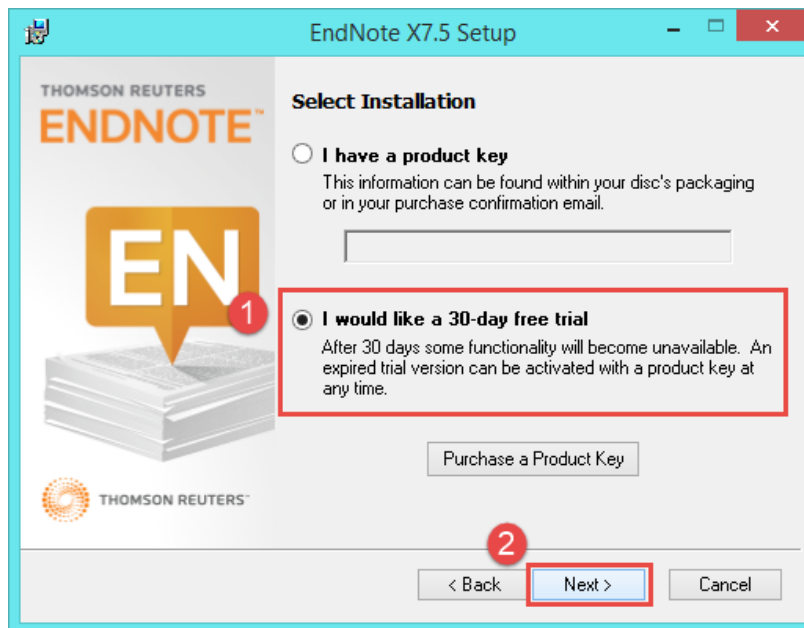 EndNote X7.5 Setup
THOMSON REUTERS
ENDNOTE™
Select Installation
I have a product key
This information can be found within your disc's packaging
or in your purchase confirmation email.
EN
1
I would like a 30-day free trial
After 30 days some functionality will become unavailable. An
expired trial version can be activated with a product key at
any time.
Purchase a Product Key
THOMSON REUTERS™
2
< Back
Next >
Cancel